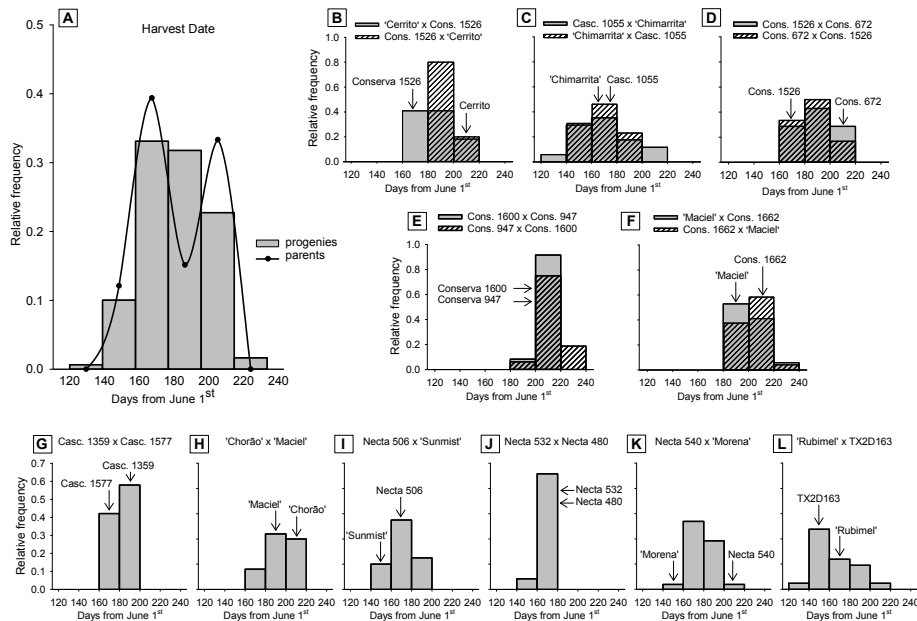 A
Harvest Date
0.5
0.4
0.3
0.2
0.1
0.0
Relative frequency
progenies
parents
120 140 160 180 200 220 240
Days from June 1st
B
'Cerrito' x Cons. 1526
Cons. 1526 x 'Cerrito'
1.0
0.8
0.6
0.4
0.2
0.0
Relative frequency
Conserva 1526
Cerrito
120 160 200 240
140 180 220
Days from June 1st
C
Casc. 1055 x 'Chimarrita'
'Chimarrita' x Casc. 1055
'Chimarrita' Casc. 1055
120 160 200 240
140 180 220
Days from June 1st
D
Cons. 1526 x Cons. 672
Cons. 672 x Cons. 1526
Cons. 1526
Cons. 672
120 160 200 240
140 180 220
Days from June 1st
E
Cons. 1600 x Cons. 947
Cons. 947 x Cons. 1600
1.0
0.8
0.6
0.4
0.2
0.0
Relative frequency
Conserva 1600
Conserva 947
120 160 200 240
140 180 220
Days from June 1st
F
'Maciel' x Cons. 1662
Cons. 1662 x 'Maciel'
Cons. 1662
'Maciel'
120 160 200 240
140 180 220
Days from June 1st
G
Casc. 1359 x Casc. 1577
0.7
0.6
0.5
0.4
0.3
0.2
0.1
0.0
Relative frequency
Casc. 1359
Casc. 1577
120 160 200 240
140 180 220
Days from June 1st
H
'Chorão' x 'Maciel'
'Maciel'
'Chorão'
120 160 200 240
140 180 220
Days from June 1st
I
Necta 506 x 'Sunmist'
Necta 506
'Sunmist'
120 160 200 240
140 180 220
Days from June 1st
J
Necta 532 x Necta 480
Necta 532
Necta 480
120 160 200 240
140 180 220
Days from June 1st
K
Necta 540 x 'Morena'
'Morena'
Necta 540
120 160 200 240
140 180 220
Days from June 1st
L
'Rubimel' x TX2D163
TX2D163
'Rubimel'
120 160 200 240
140 180 220
Days from June 1st